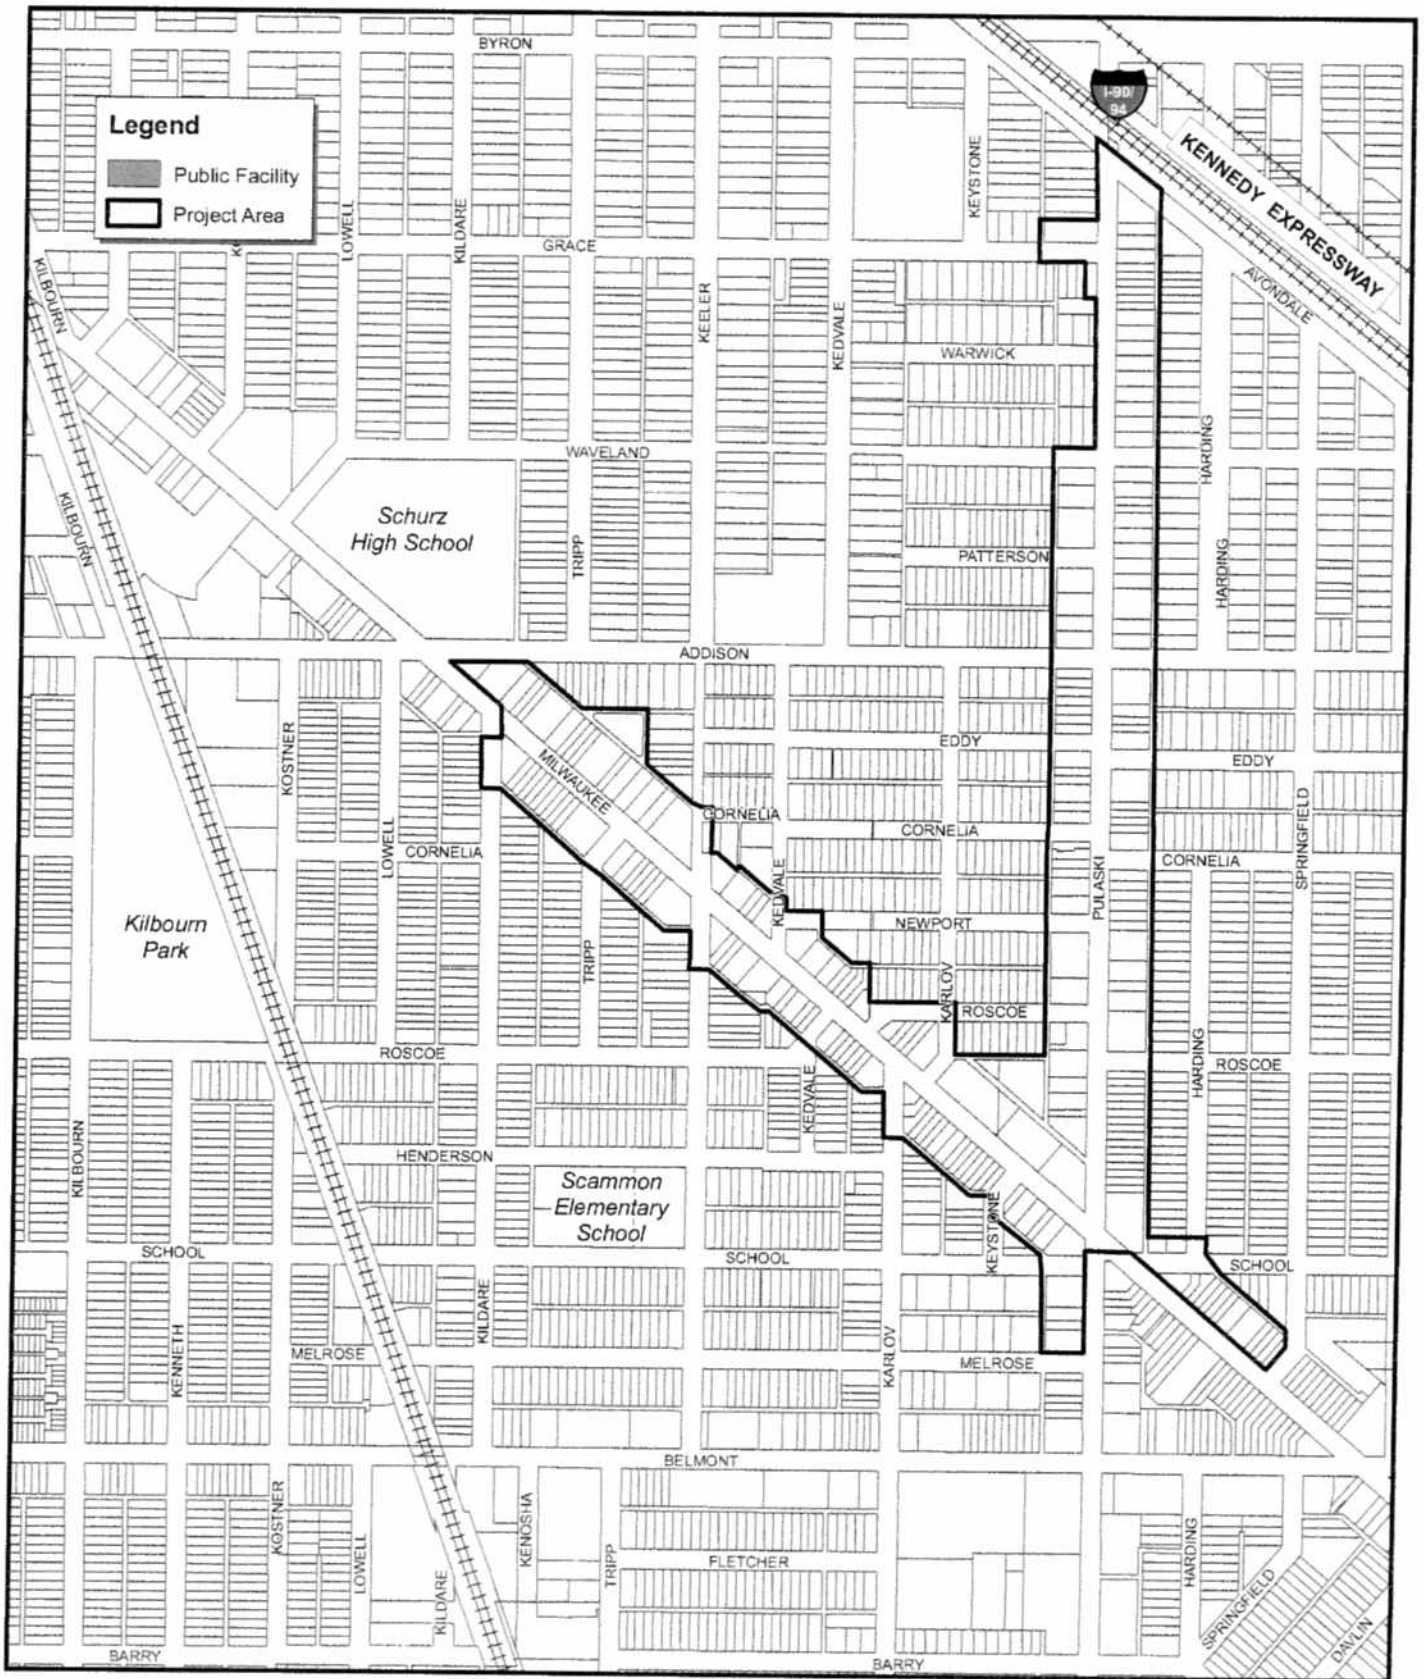 BYRON
I-90/
94
KENNEDY EXPRESSWAY
Legend
Public Facility
Project Area
KEYSTONE
LOWELL
KILDARE
GRACE
KILBOURN
KEELER
KEDVALE
AVONDALE
WARWICK
HARDING
WAVELAND
KILBOURN
Schurz
High School
TRIPP
PATTERSON
HARDING
ADDISON
KOSTNER
MILWAUKEE
EDDY
EDDY
CORNELIA
CORNELIA
SPRINGFIELD
LOWELL
CORNELIA
PULASKI
CORNELIA
KEDVALE
Kilbourn
Park
NEWPORT
TRIPP
KARLOV
ROSCOE
ROSCOE
HARDING
ROSCOE
KEDVALE
KILBOURN
HENDERSON
Scammon
Elementary
School
KEYSTONE
SCHOOL
SCHOOL
SCHOOL
KILDARE
KENNETH
MELROSE
KARLOV
MELROSE
BELMONT
KOSTNER
LOWELL
KENOSHA
KILDARE
TRIPP
FLETCHER
HARDING
SPRINGFIELD
DAVLIN
BARRY
BARRY